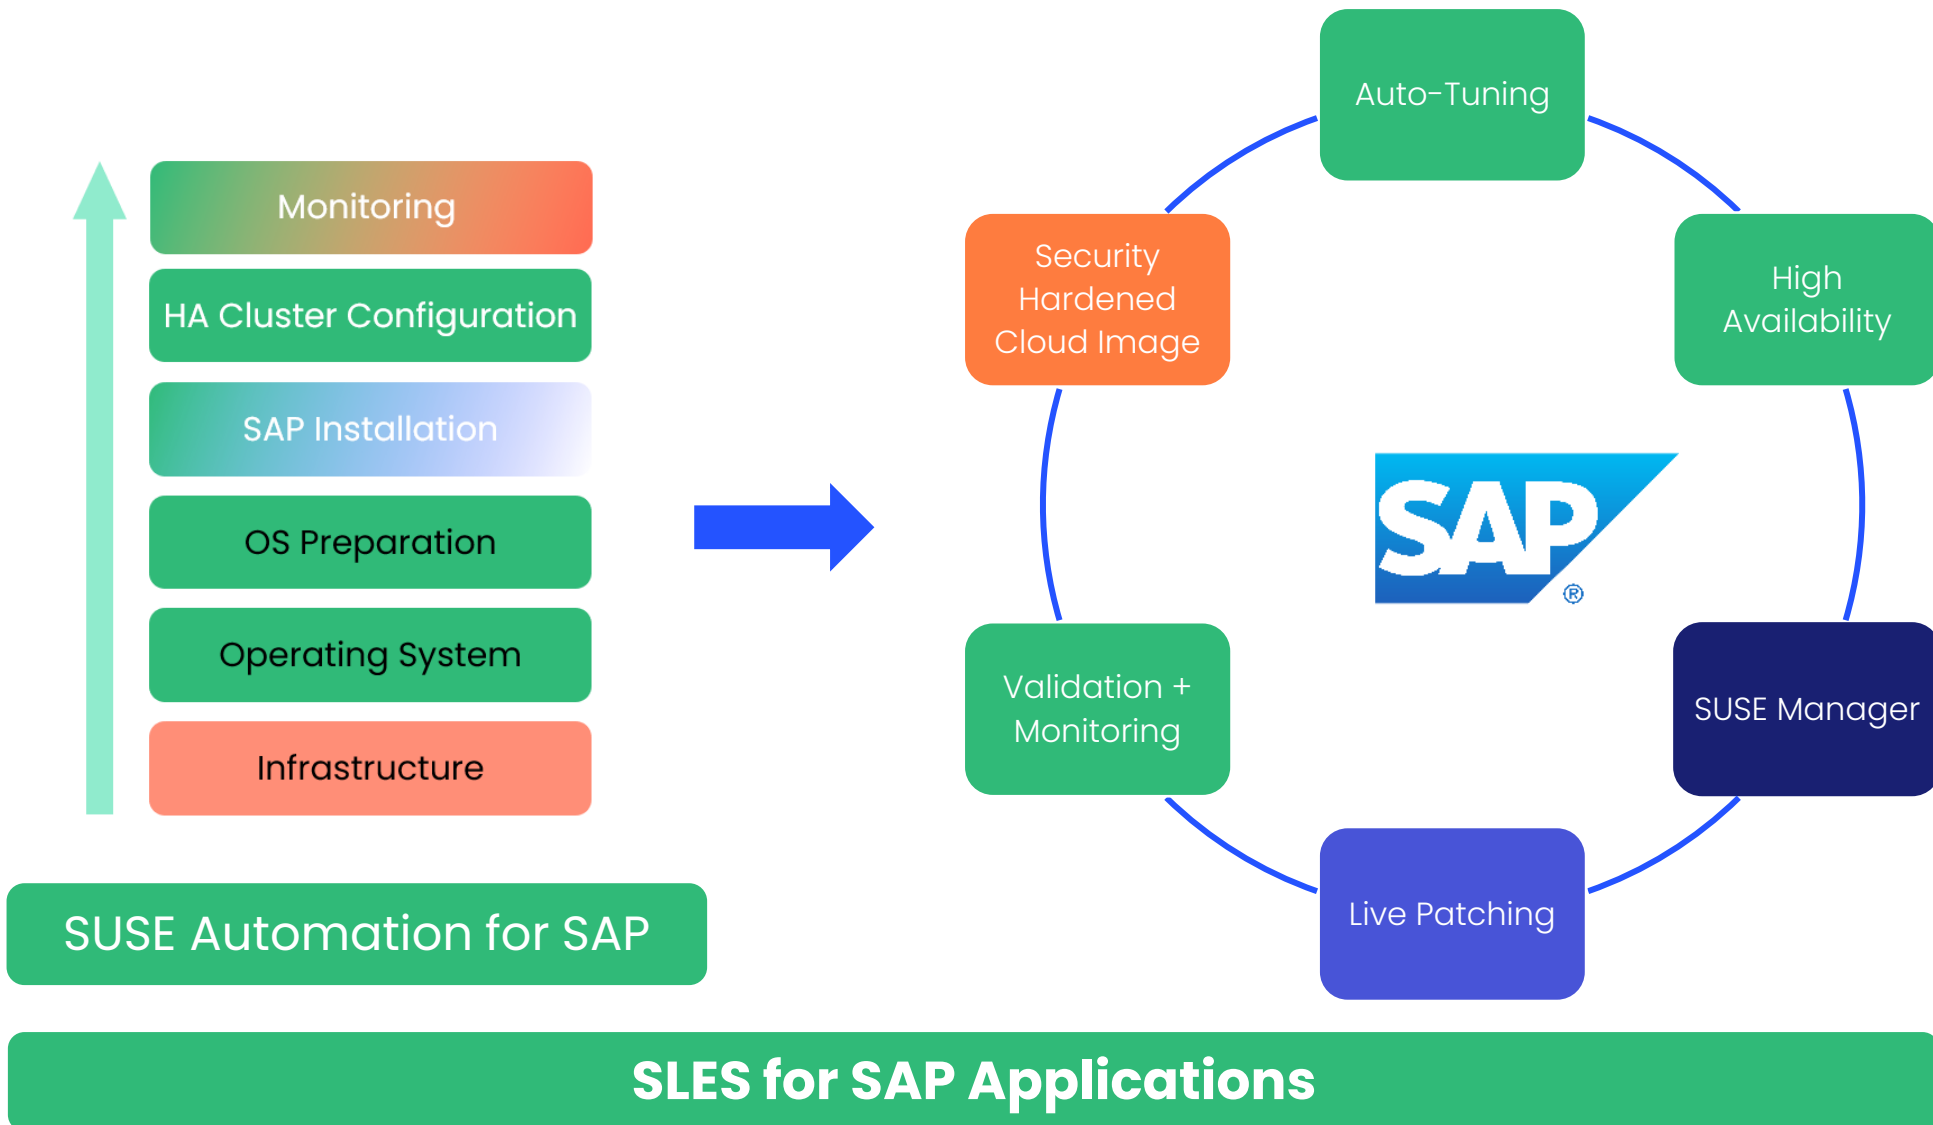 Monitoring
HA Cluster Configuration
SAP Installation
OS Preparation
Operating System
Infrastructure
SUSE Automation for SAP
Auto-Tuning
Security
Hardened
Cloud Image
High
Availability
SAP
®
Validation +
Monitoring
SUSE Manager
Live Patching
SLES for SAP Applications